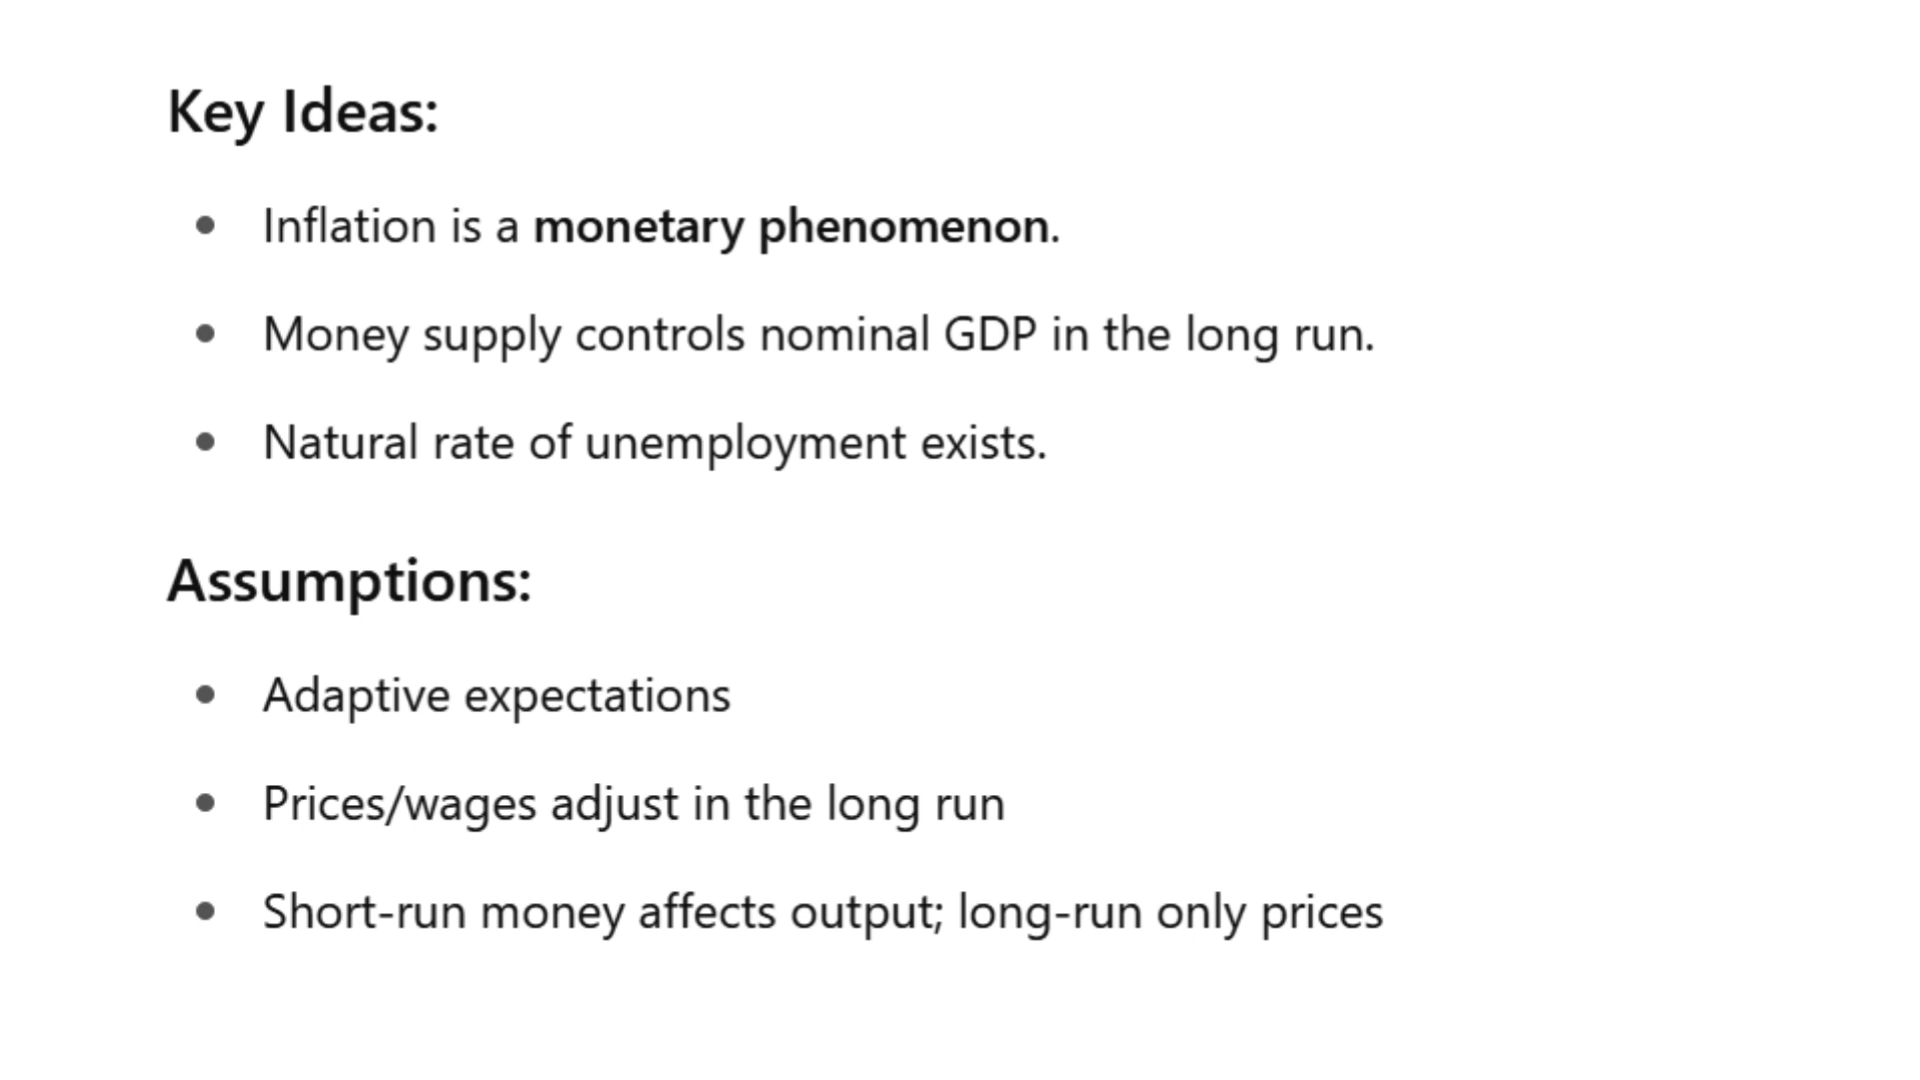 Key Ideas:
Inflation is a monetary phenomenon.
Money supply controls nominal GDP in the long run.
Natural rate of unemployment exists.
Assumptions:
Adaptive expectations
Prices/wages adjust in the long run
Short-run money affects output; long-run only prices